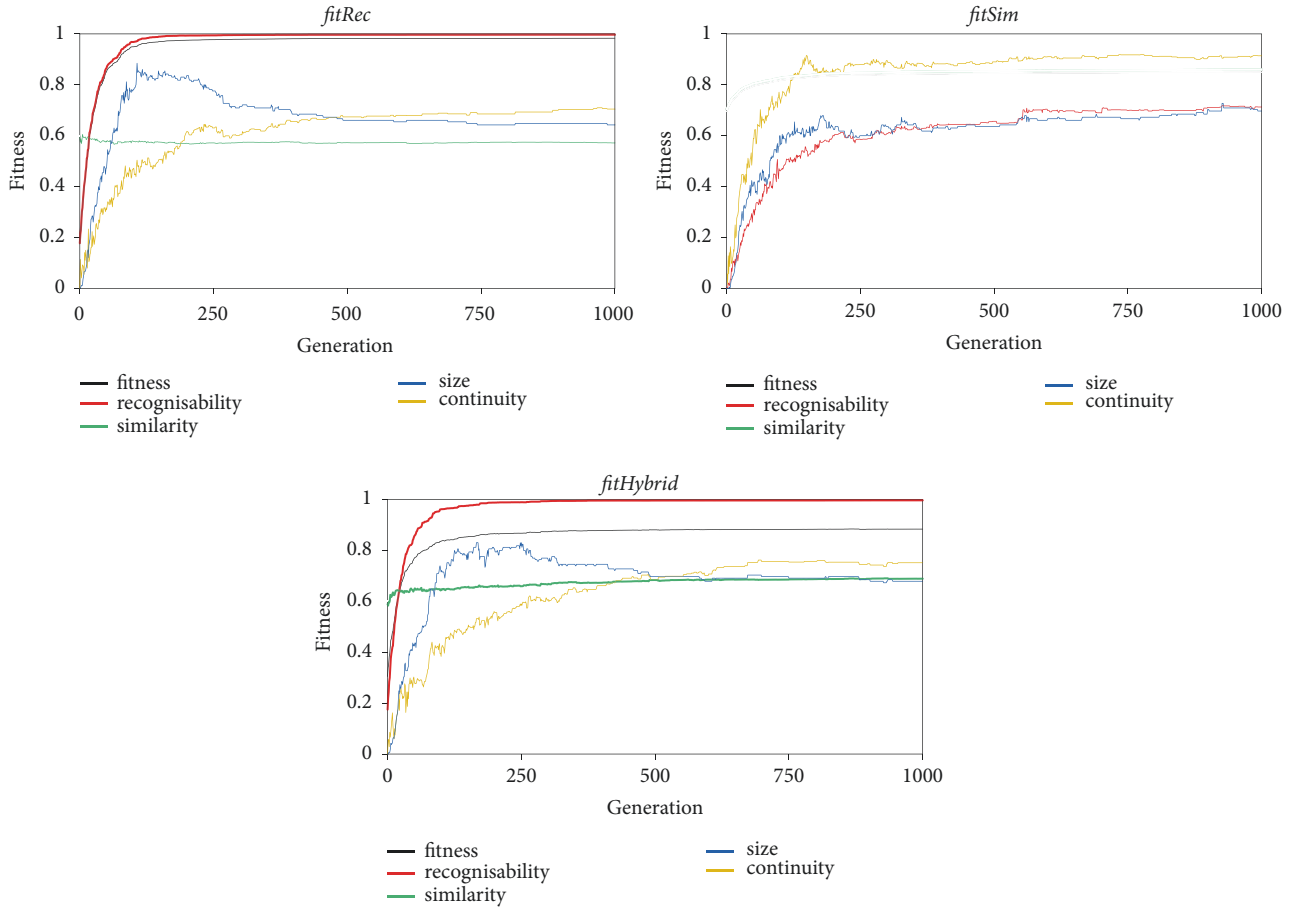 fitRec
1
0.8
0.6
0.4
0.2
0
Fitness
0 250 500 750 1000
Generation
fitness
recognisability
similarity
size
continuity
fitSim
1
0.8
0.6
0.4
0.2
0
Fitness
0 250 500 750 1000
Generation
fitness
recognisability
similarity
size
continuity
fitHybrid
1
0.8
0.6
0.4
0.2
0
Fitness
0 250 500 750 1000
Generation
fitness
recognisability
similarity
size
continuity